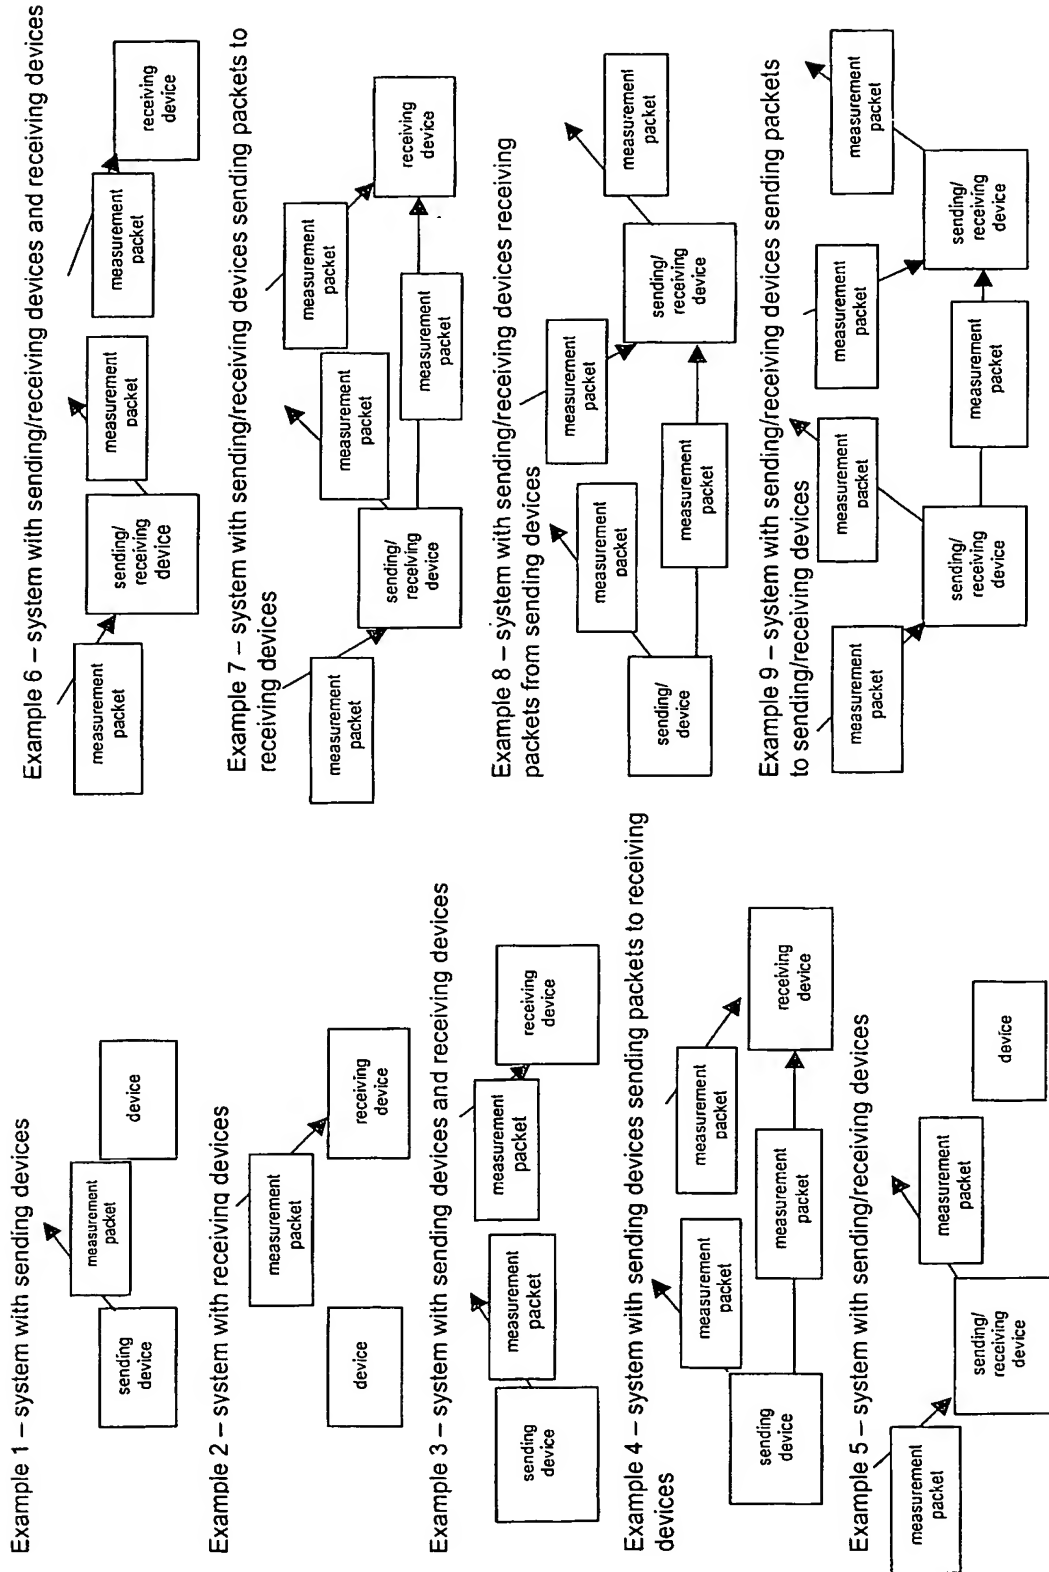 Example 1 – system with sending devices
sending
device
measurement
packet
device
Example 2 – system with receiving devices
device
measurement
packet
receiving
device
Example 3 – system with sending devices and receiving devices
sending
device
measurement
packet
measurement
packet
receiving
device
Example 4 – system with sending devices sending packets to receiving
devices
sending
device
measurement
packet
measurement
packet
measurement
packet
receiving
device
Example 5 – system with sending/receiving devices
measurement
packet
sending/
receiving
device
measurement
packet
device
Example 6 – system with sending/receiving devices and receiving devices
measurement
packet
sending/
receiving
device
measurement
packet
measurement
packet
receiving
device
Example 7 – system with sending/receiving devices sending packets to
receiving devices
measurement
packet
sending/
receiving
device
measurement
packet
measurement
packet
measurement
packet
receiving
device
Example 8 – system with sending/receiving devices receiving
packets from sending devices
sending/
device
measurement
packet
measurement
packet
measurement
packet
sending/
receiving
device
measurement
packet
Example 9 – system with sending/receiving devices sending packets
to sending/receiving devices
measurement
packet
sending/
receiving
device
measurement
packet
measurement
packet
measurement
packet
sending/
receiving
device
measurement
packet